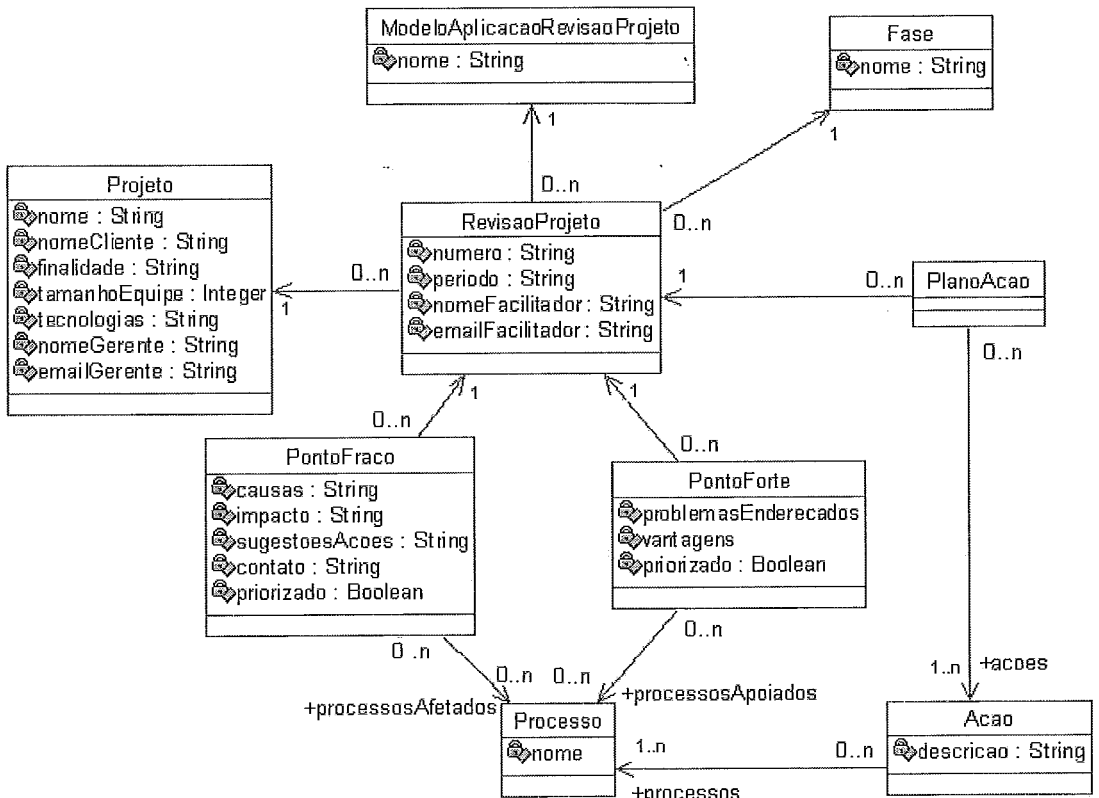 ModeloAplicacaoRevisaoProjeto
nome : String
1
0..n
Fase
nome : String
1
0..n
Projeto
nome : String
nomeCliente : String
finalidade : String
tamanhoEquipe : Integer
tecnologias : String
nomeGerente : String
emailGerente : String
0..n
1
RevisaoProjeto
numero : String
periodo : String
nomeFacilitador : String
emailFacilitador : String
1
0..n
PlanoAcao
0..n
1
0..n
1
0..n
PontoFraco
causas : String
impacto : String
sugestoesAcoes : String
contato : String
priorizado : Boolean
PontoForte
problemasEnderecados
vantagens
priorizado : Boolean
0 ..n
0..n
+processosAfetados
0..n
0..n
+processosApoiados
1..n
+acoes
Processo
nome
1..n
0..n
+processos
Acao
descricao : String